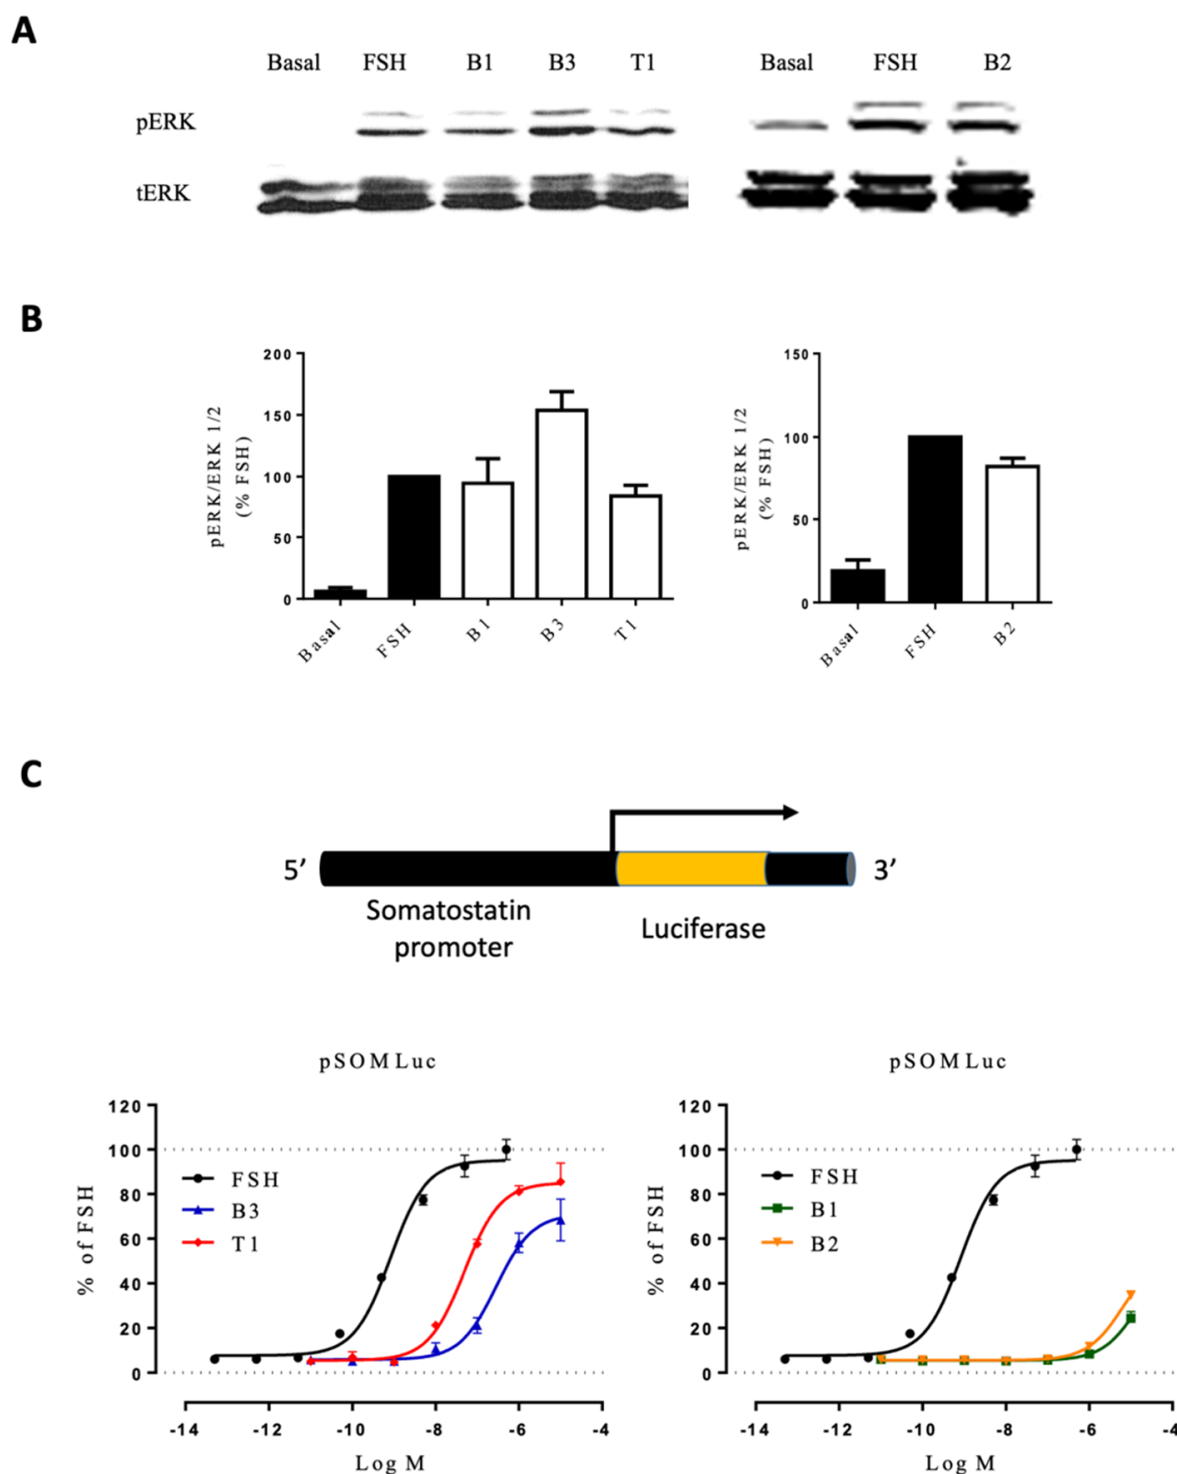 A
Basal FSH B1 B3 T1 Basal FSH B2
pERK
tERK
B
200
150
100
50
0
pERK/ERK 1/2
(% FSH)
Basal FSH B1 B3 T1
150
100
50
0
pERK/ERK 1/2
(% FSH)
Basal FSH B2
C
5’ 3’
Somatostatin
promoter
Luciferase
pSOMLuc
120
100
80
60
40
20
0
% of FSH
FSH
B3
T1
-14 -12 -10 -8 -6 -4
Log M
pSOMLuc
120
100
80
60
40
20
0
% of FSH
FSH
B1
B2
-14 -12 -10 -8 -6 -4
Log M